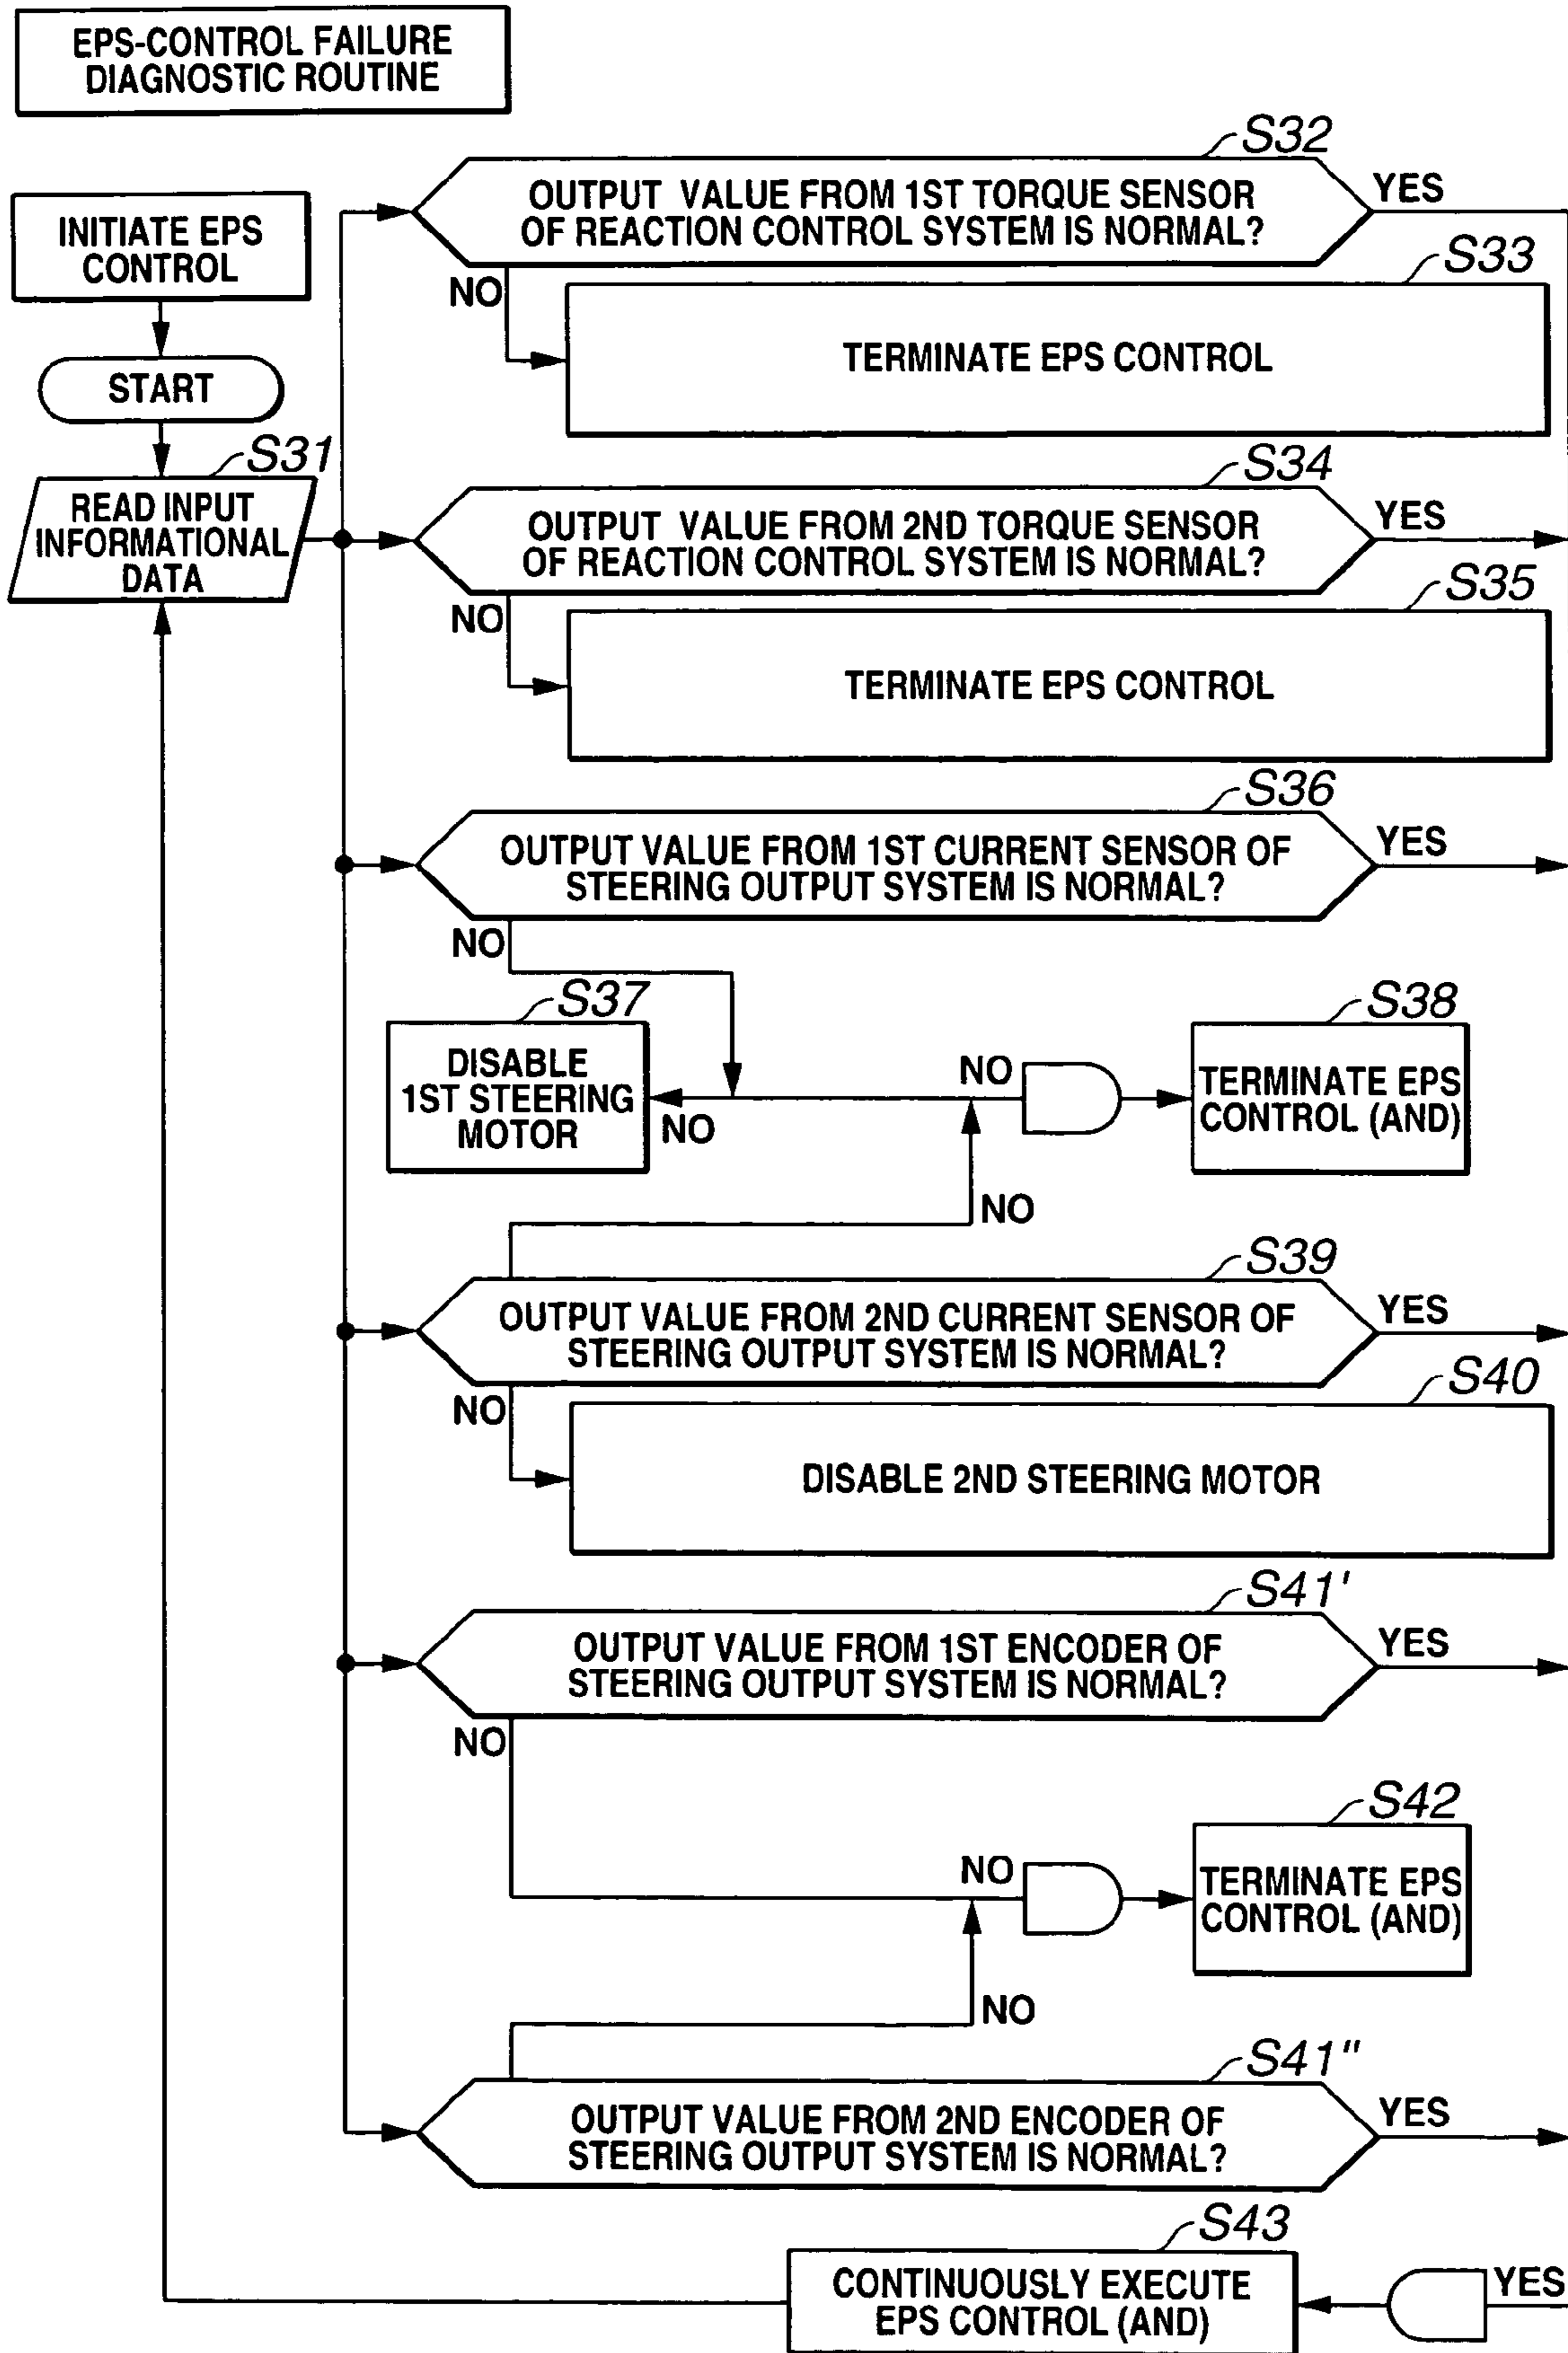 EPS-CONTROL FAILURE
DIAGNOSTIC ROUTINE
INITIATE EPS
CONTROL
START
S31
READ INPUT
INFORMATIONAL
DATA
S32
OUTPUT VALUE FROM 1ST TORQUE SENSOR
OF REACTION CONTROL SYSTEM IS NORMAL?
YES
NO
S33
TERMINATE EPS CONTROL
S34
OUTPUT VALUE FROM 2ND TORQUE SENSOR
OF REACTION CONTROL SYSTEM IS NORMAL?
YES
NO
S35
TERMINATE EPS CONTROL
S36
OUTPUT VALUE FROM 1ST CURRENT SENSOR OF
STEERING OUTPUT SYSTEM IS NORMAL?
YES
NO
S37
DISABLE
1ST STEERING
MOTOR
NO
NO
S38
TERMINATE EPS
CONTROL (AND)
NO
S39
OUTPUT VALUE FROM 2ND CURRENT SENSOR OF
STEERING OUTPUT SYSTEM IS NORMAL?
YES
NO
S40
DISABLE 2ND STEERING MOTOR
S41'
OUTPUT VALUE FROM 1ST ENCODER OF
STEERING OUTPUT SYSTEM IS NORMAL?
YES
NO
S42
NO
TERMINATE EPS
CONTROL (AND)
NO
S41"
OUTPUT VALUE FROM 2ND ENCODER OF
STEERING OUTPUT SYSTEM IS NORMAL?
YES
S43
CONTINUOUSLY EXECUTE
EPS CONTROL (AND)
YES